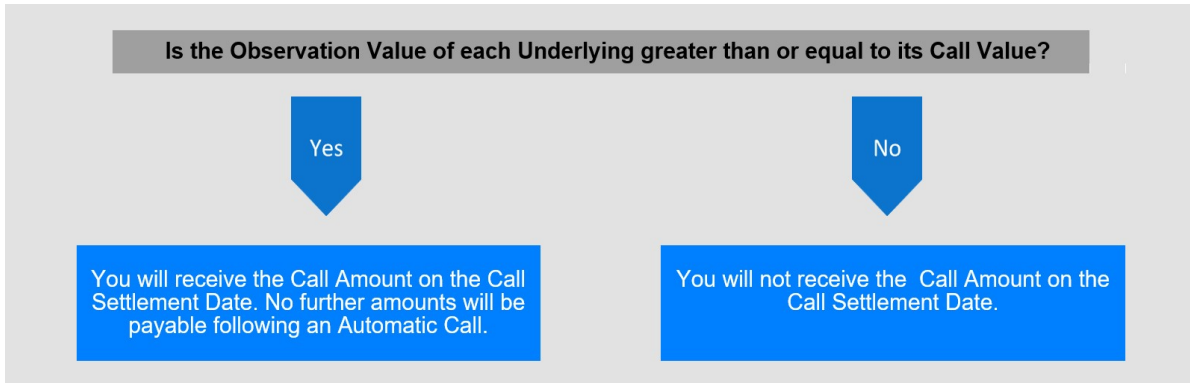 Is the Observation Value of each Underlying greater than or equal to its Call Value?
Yes
No
You will receive the Call Amount on the Call
Settlement Date. No further amounts will be
payable following an Automatic Call.
You will not receive the  Call Amount on the
Call Settlement Date.